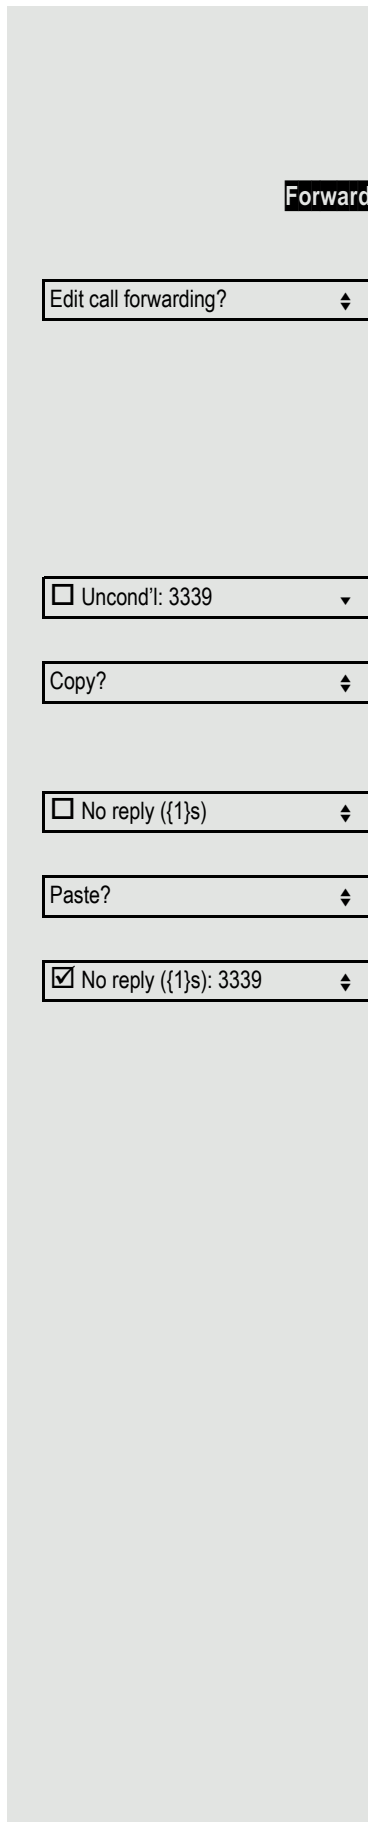 Forward
Edit call forwarding?
☐ Uncond'l: 3339
Copy?
☐ No reply ({1}s)
Paste?
☑ No reply ({1}s): 3339